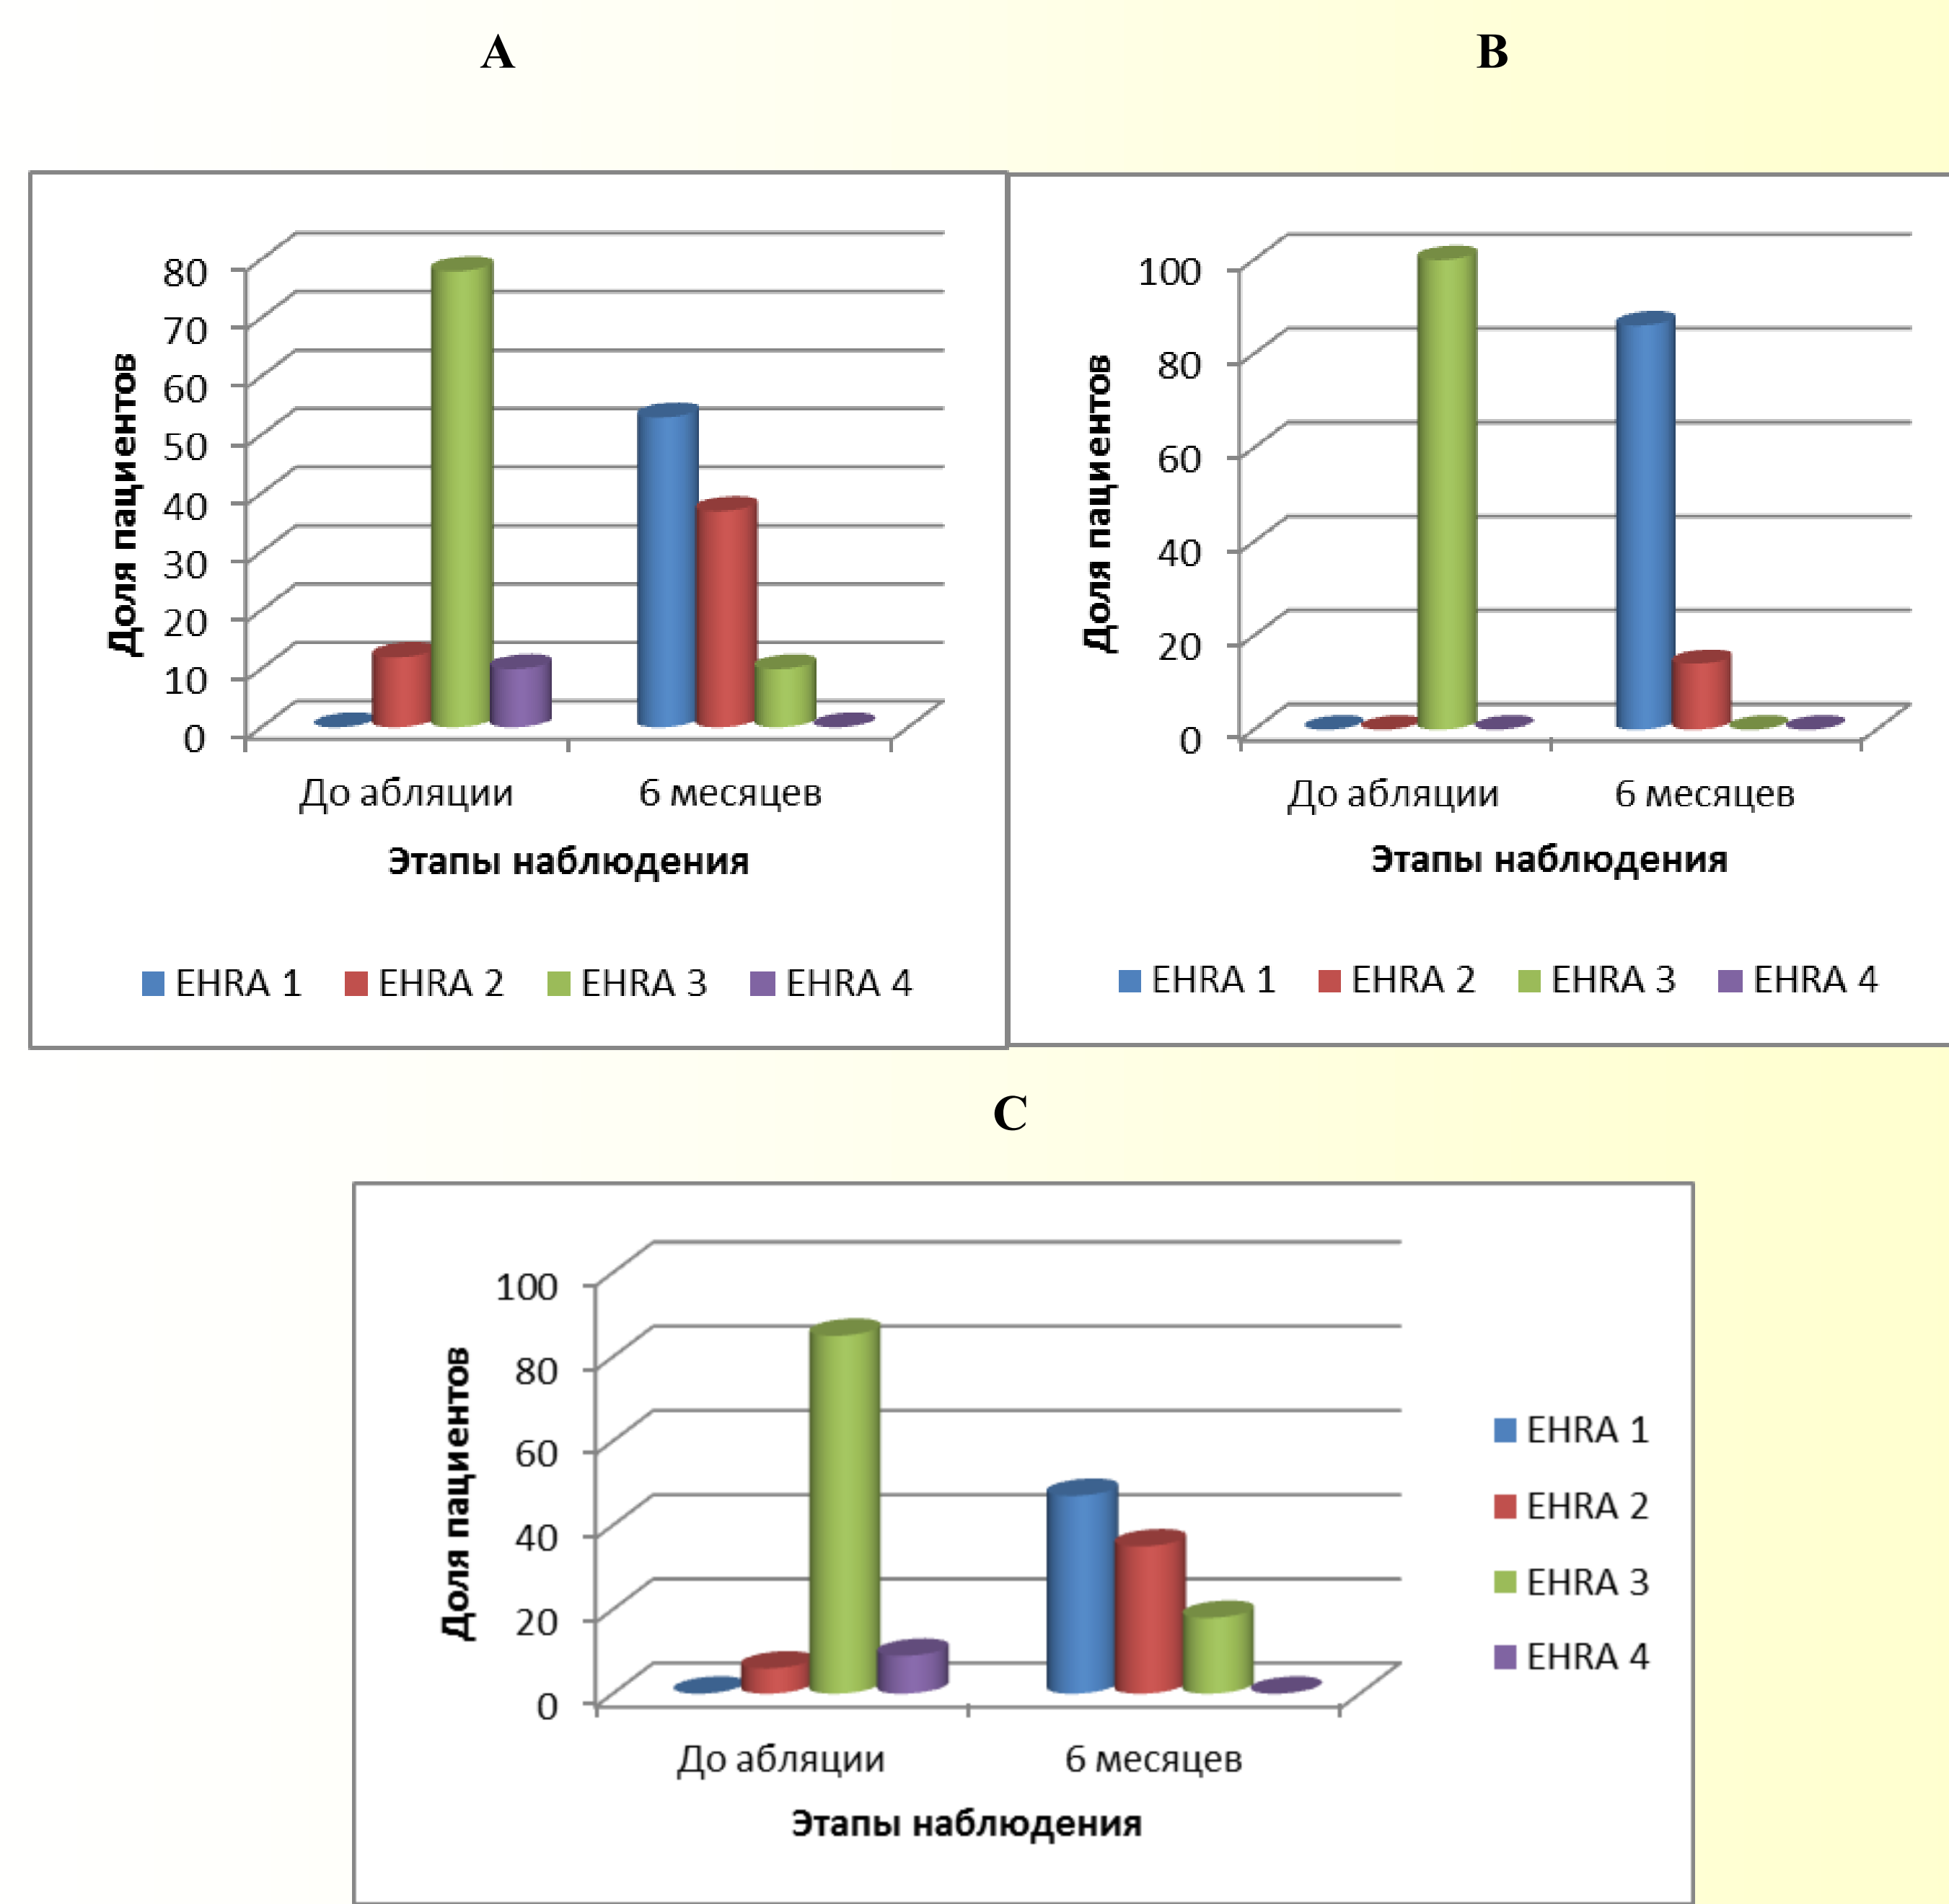 A
B
Доля пациентов
80
70
60
50
40
30
20
10
0
До абляции 6 месяцев
Этапы наблюдения
EHRA 1 EHRA 2 EHRA 3 EHRA 4
Доля пациентов
100
80
60
40
20
0
До абляции 6 месяцев
Этапы наблюдения
EHRA 1 EHRA 2 EHRA 3 EHRA 4
C
Доля пациентов
100
80
60
40
20
0
До абляции 6 месяцев
Этапы наблюдения
EHRA 1
EHRA 2
EHRA 3
EHRA 4